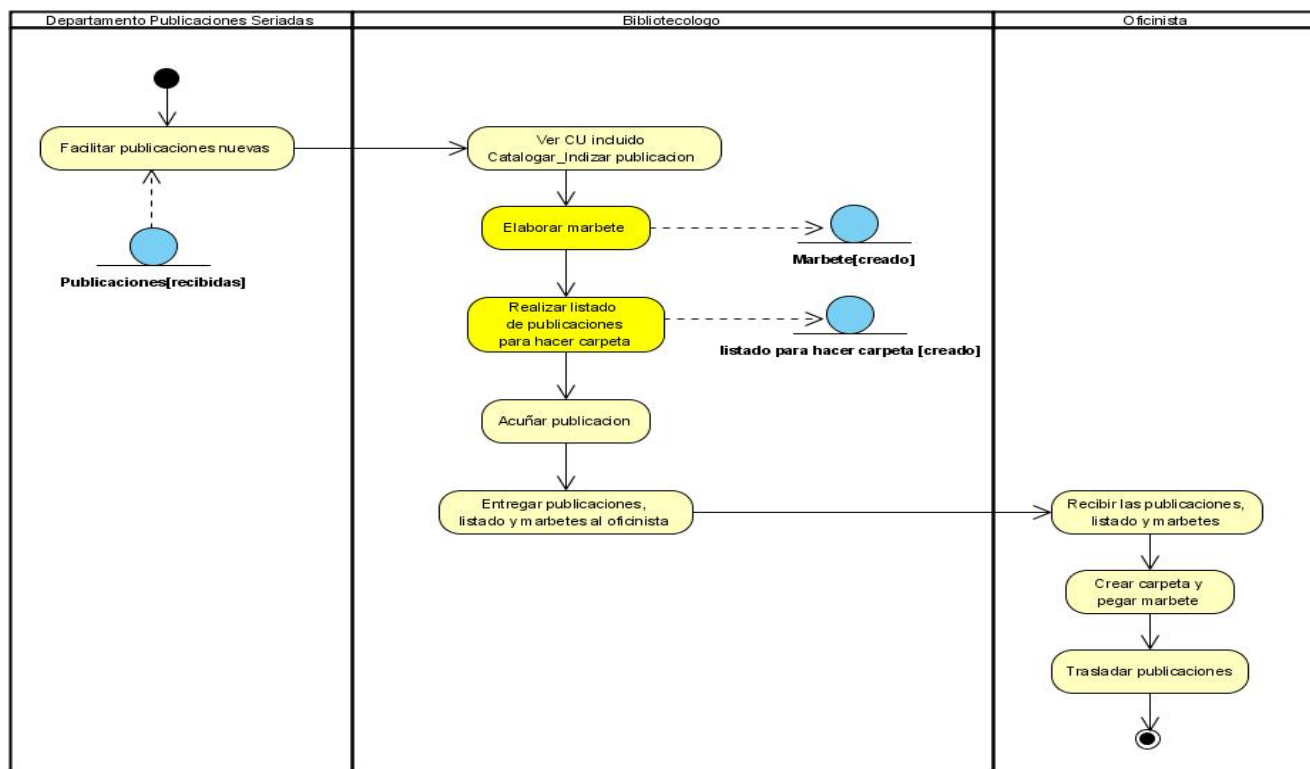 Departamento Publicaciones Seriadas
Bibliotecologo
Oficinista
Facilitar publicaciones nuevas
Publicaciones[recibidas]
Ver CU incluido
Catalogar_Indizar publicacion
Elaborar marbete
Marbete[creado]
Realizar listado
de publicaciones
para hacer carpeta
listado para hacer carpeta [creado]
Acuñar publicacion
Entregar publicaciones,
listado y marbetes al oficinista
Recibir las publicaciones,
listado y marbetes
Crear carpeta y
pegar marbete
Trasladar publicaciones